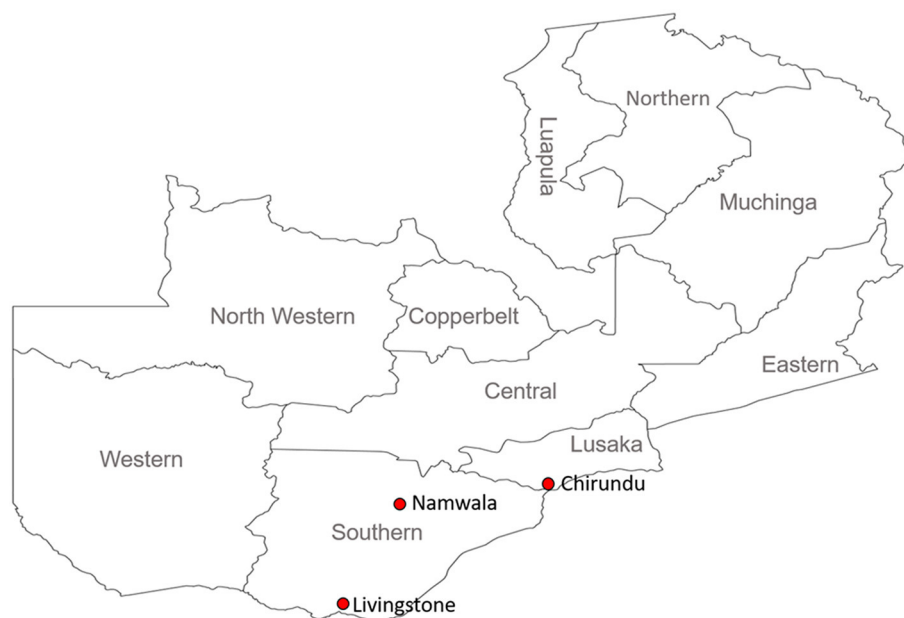 Northern
Luapula
Muchinga
North Western
Copperbelt
Eastern
Central
Lusaka
Western
Chirundu
Namwala
Southern
Livingstone